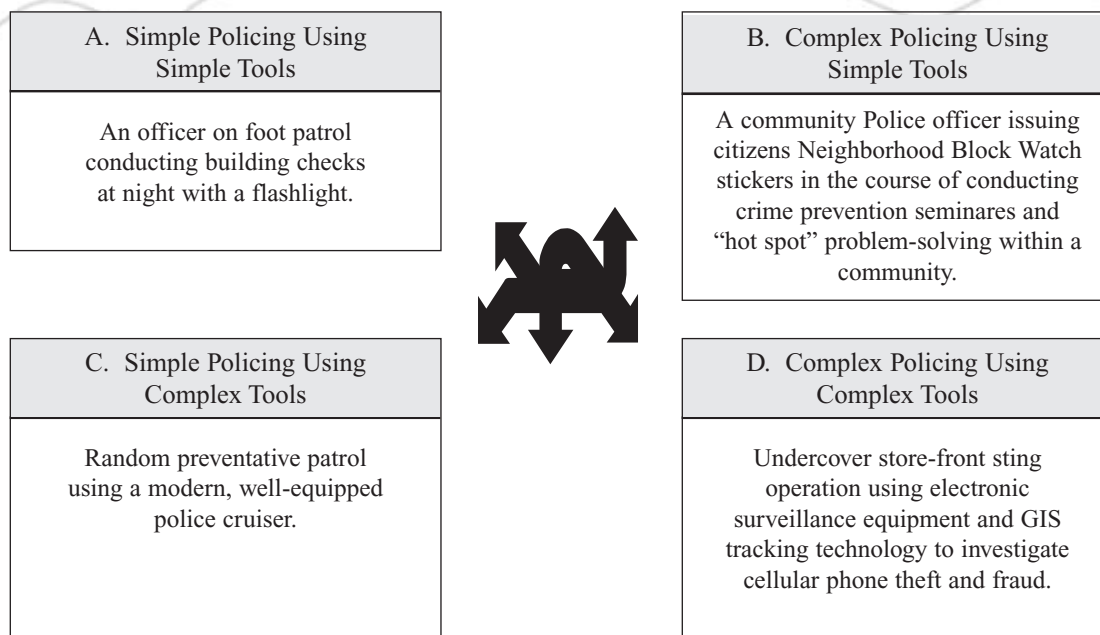 A. Simple Policing Using
Simple Tools
An officer on foot patrol
conducting building checks
at night with a flashlight.
B. Complex Policing Using
Simple Tools
A community Police officer issuing
citizens Neighborhood Block Watch
stickers in the course of conducting
crime prevention seminares and
“hot spot” problem-solving within a
community.
C. Simple Policing Using
Complex Tools
Random preventative patrol
using a modern, well-equipped
police cruiser.
D. Complex Policing Using
Complex Tools
Undercover store-front sting
operation using electronic
surveillance equipment and GIS
tracking technology to investigate
cellular phone theft and fraud.